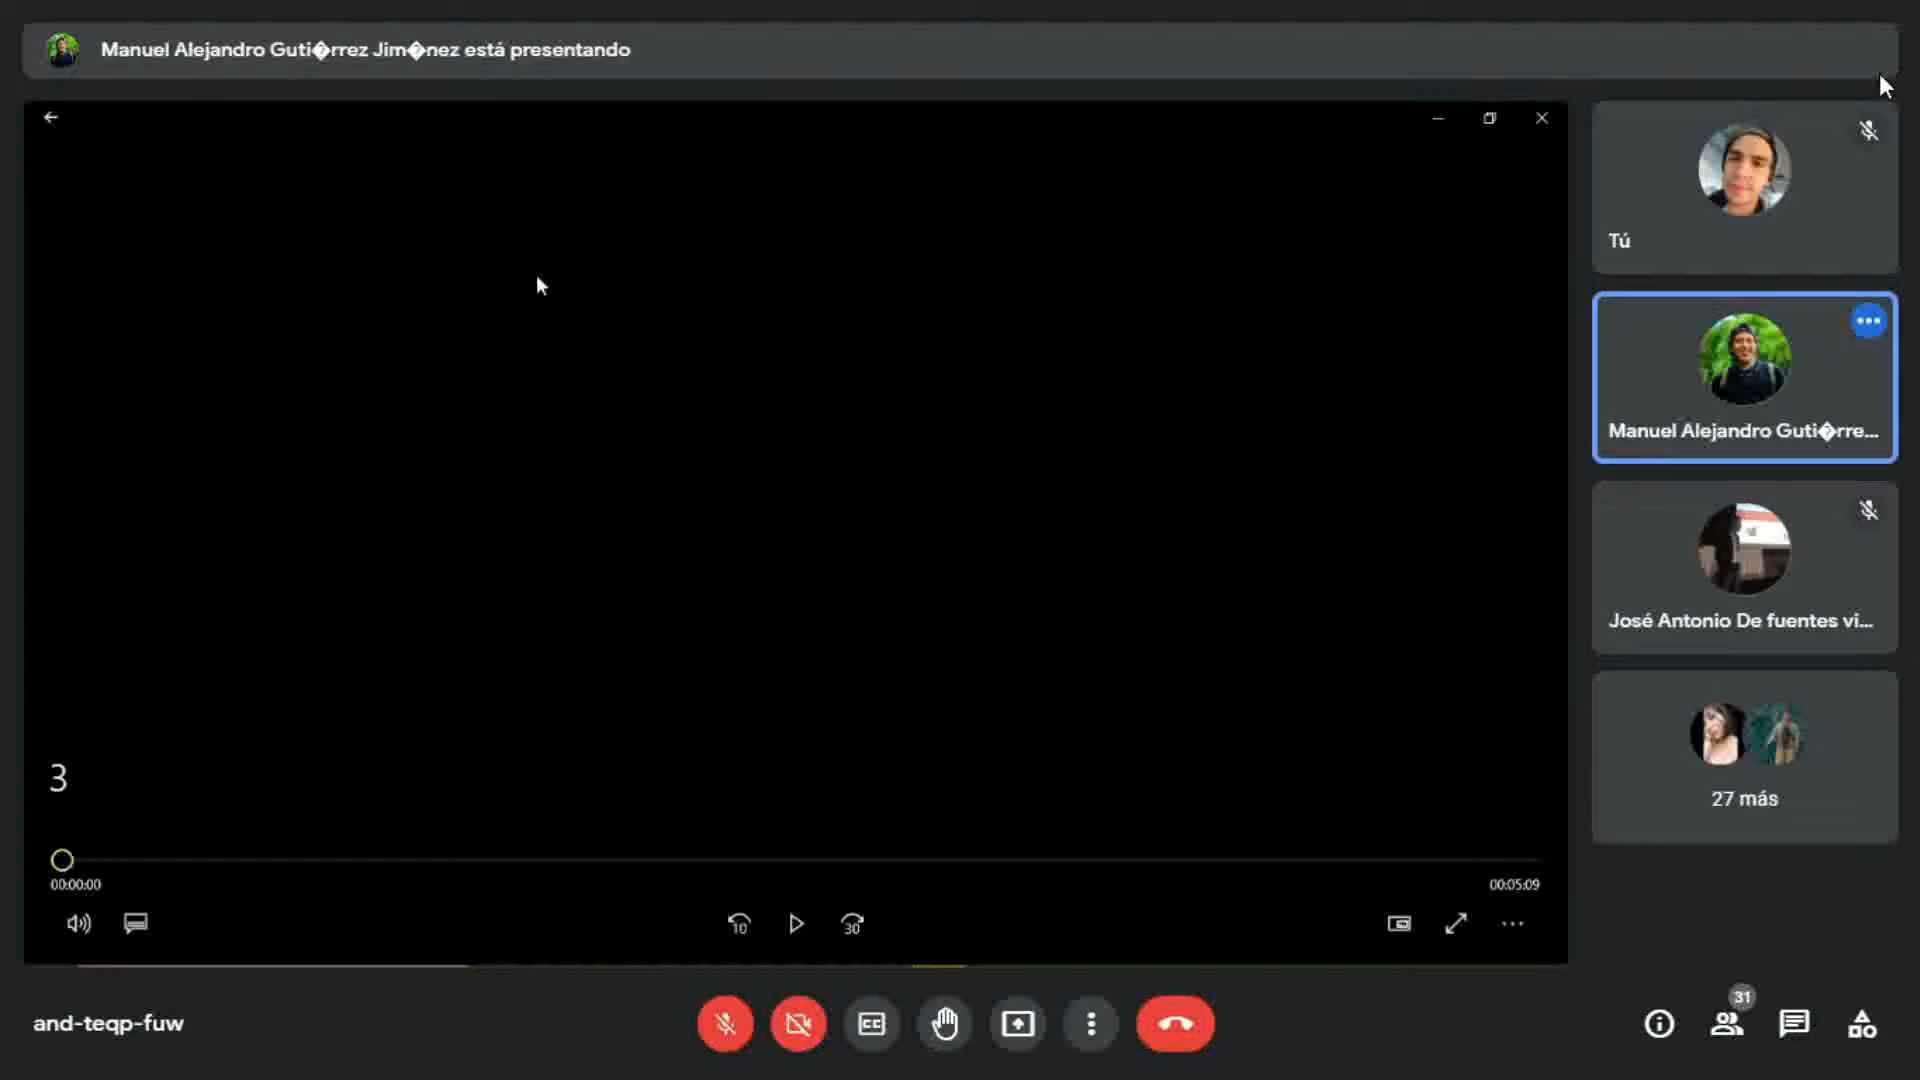 Manuel Alejandro Guti�rrez Jim�nez está presentando
Tú
Manuel Alejandro Guti�rre...
José Antonio De fuentes vi...
27 más
3
00:00:00
00:05:09
10
30
and-teqp-fuw
CC
31